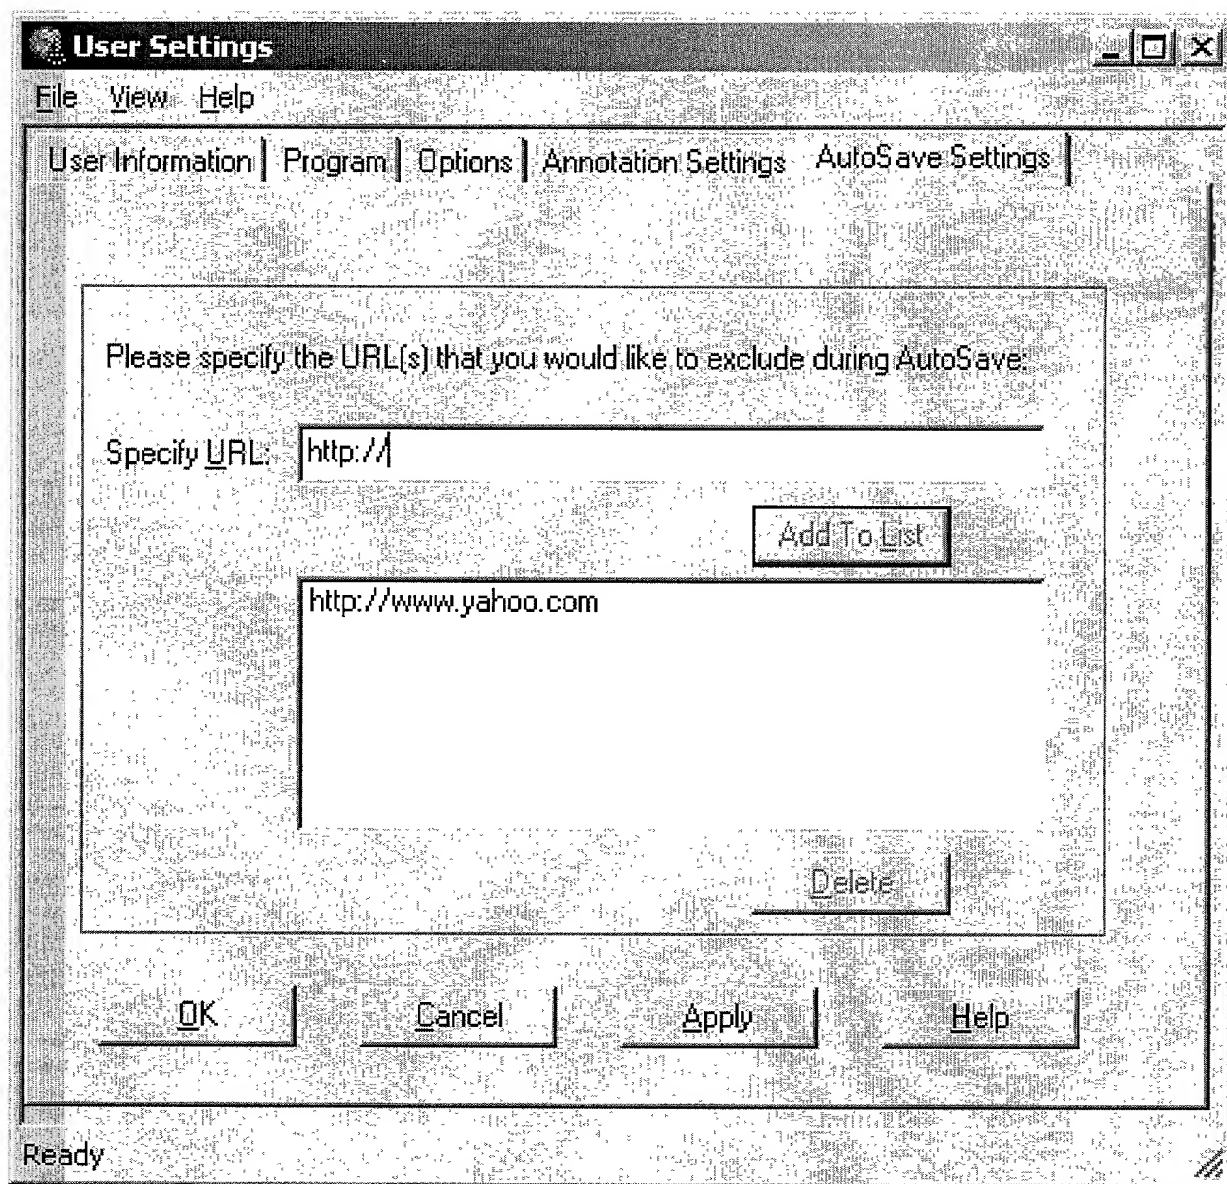 User Settings
File View Help
User Information Program Options Annotation Settings AutoSave Settings
Please specify the URL(s) that you would like to exclude during AutoSave:
Specify URL: http://
Add To List
http://www.yahoo.com
Delete
OK Cancel Apply Help
Ready